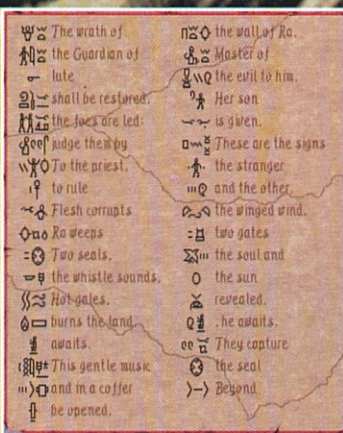 The wrath of
the Guardian of
lute
shall be restored.
the foes are led:
judge them by
To the priest,
to rule
Flesh corrupts
Ra weeps
Two seals,
the whistle sounds,
Hot gales,
burns the land
awaits.
This gentle music
and in a coffer
be opened.
the wall of Ra.
Master of
the evil to him.
Her son
is given.
These are the signs
the stranger
and the other,
the winged wind.
two gates
the soul and
the sun
revealed.
he awaits.
They capture
the seal
Beyond